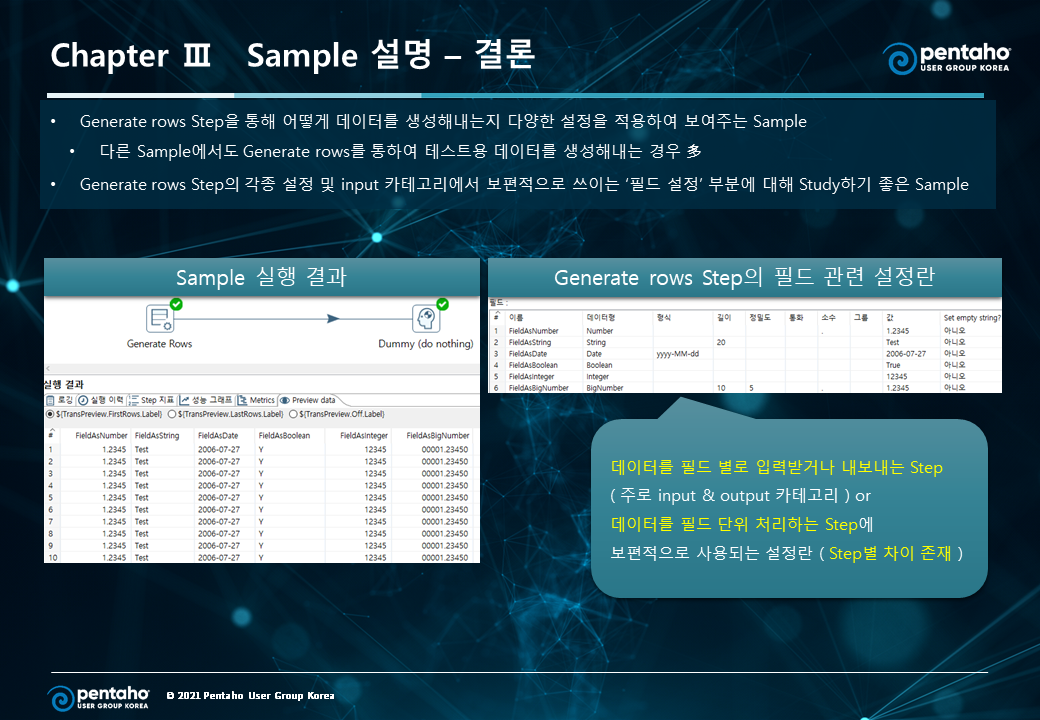 Chapter Ⅲ Sample 설명 – 결론
pentaho
USER GROUP KOREA
• Generate rows Step을 통해 어떻게 데이터를 생성해내는지 다양한 설정을 적용하여 보여주는 Sample
• 다른 Sample에서도 Generate rows를 통하여 테스트용 데이터를 생성해내는 경우 多
• Generate rows Step의 각종 설정 및 input 카테고리에서 보편적으로 쓰이는 ‘필드 설정’ 부분에 대해 Study하기 좋은 Sample
Sample 실행 결과
Generate Rows
Dummy (do nothing)
실행 결과
로깅 실행 이력 Step 지표 성능 그래프 Metrics Preview data
${TransPreview.FirstRows.Label} ${TransPreview.LastRows.Label} ${TransPreview.Off.Label}
# FieldAsNumber FieldAsString FieldAsDate FieldAsBoolean FieldAsInteger FieldAsBigNumber
1 1.2345 Test 2006-07-27 Y 12345 00001.23450
2 1.2345 Test 2006-07-27 Y 12345 00001.23450
3 1.2345 Test 2006-07-27 Y 12345 00001.23450
4 1.2345 Test 2006-07-27 Y 12345 00001.23450
5 1.2345 Test 2006-07-27 Y 12345 00001.23450
6 1.2345 Test 2006-07-27 Y 12345 00001.23450
7 1.2345 Test 2006-07-27 Y 12345 00001.23450
8 1.2345 Test 2006-07-27 Y 12345 00001.23450
9 1.2345 Test 2006-07-27 Y 12345 00001.23450
10 1.2345 Test 2006-07-27 Y 12345 00001.23450
Generate rows Step의 필드 관련 설정란
필드 :
# 이름 데이터형 형식 길이 정밀도 통화 소수 그룹 값 Set empty string?
1 FieldAsNumber Number . 1.2345 아니오
2 FieldAsString String 20 Test 아니오
3 FieldAsDate Date yyyy-MM-dd 2006-07-27 아니오
4 FieldAsBoolean Boolean True 아니오
5 FieldAsInteger Integer 12345 아니오
6 FieldAsBigNumber BigNumber 10 5 . 1.2345 아니오
데이터를 필드 별로 입력받거나 내보내는 Step
( 주로 input & output 카테고리 ) or
데이터를 필드 단위 처리하는 Step에
보편적으로 사용되는 설정란 ( Step별 차이 존재 )
pentaho
USER GROUP KOREA
© 2021 Pentaho User Group Korea